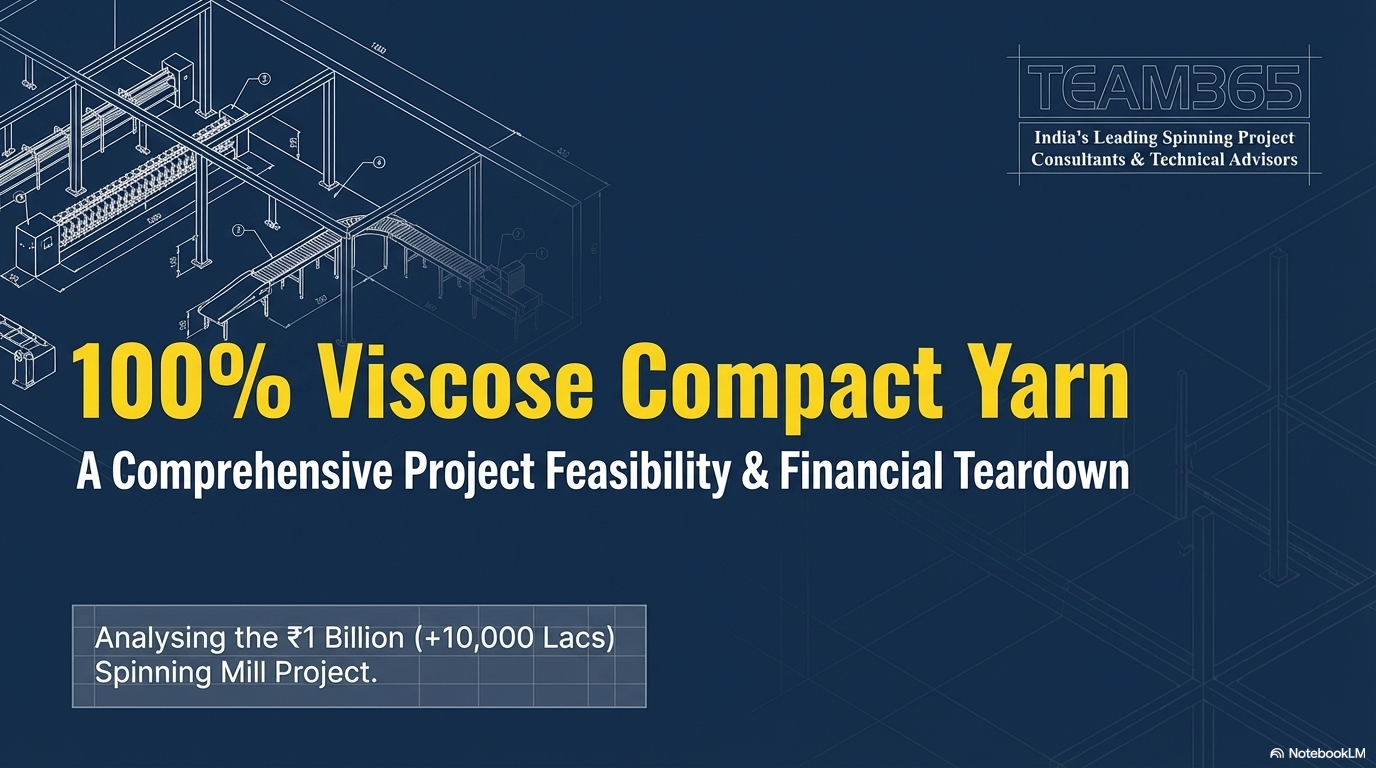 TEAM365
India's Leading Spinning Project
Consultants & Technical Advisors
100% Viscose Compact Yarn
A Comprehensive Project Feasibility & Financial Teardown
Analysing the ₹1 Billion (+10,000 Lacs)
Spinning Mill Project.
NotebookLM